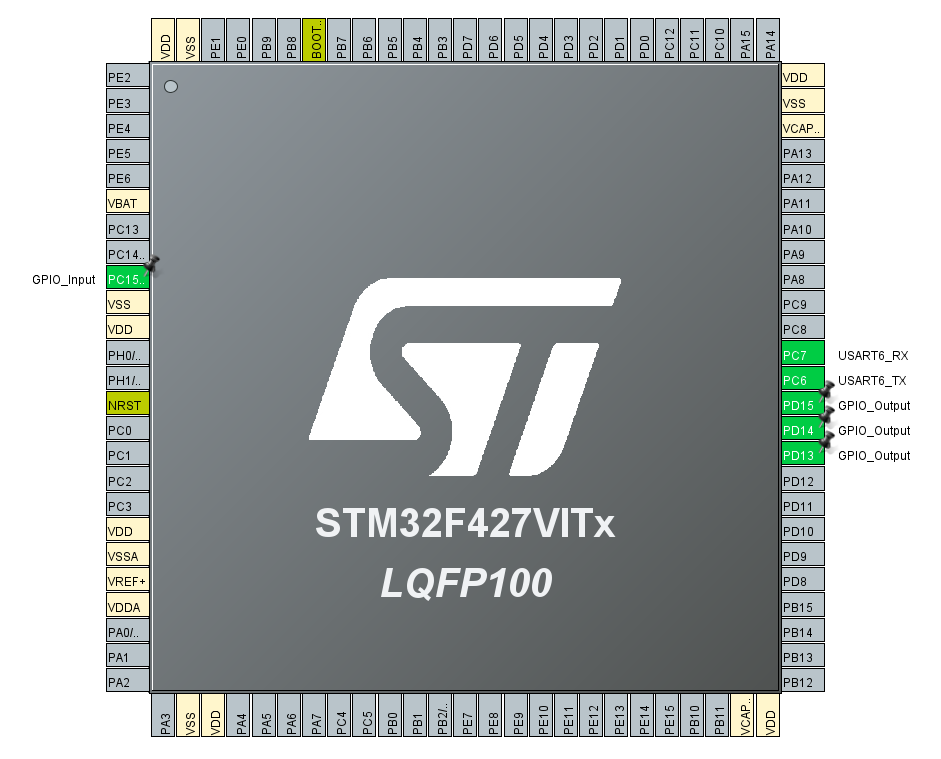 VDD VSS PE1 PE0 PB9 PB8 BOOT.. PB7 PB6 PB5 PB4 PB3 PD7 PD6 PD5 PD4 PD3 PD2 PD1 PD0 PC12 PC11 PC10 PA15 PA14
PE2 VDD
PE3 VSS
PE4 VCAP..
PE5 PA13
PE6 PA12
VBAT PA11
PC13 PA10
PC14.. PA9
GPIO_Input PC15.. PA8
VSS PC9
VDD PC8
PH0/.. PC7 USART6_RX
PH1/.. PC6 USART6_TX
NRST PD15 GPIO_Output
PC0 PD14 GPIO_Output
PC1 PD13 GPIO_Output
PC2 PD12
PC3 PD11
VDD PD10
VSSA PD9
VREF+ PD8
VDDA PB15
PA0/.. PB14
PA1 PB13
PA2 PB12
ST
STM32F427VITx
LQFP100
PA3 VSS VDD PA4 PA5 PA6 PA7 PC4 PC5 PB0 PB1 PB2/.. PE7 PE8 PE9 PE10 PE11 PE12 PE13 PE14 PE15 PB10 PB11 VCAP.. VDD